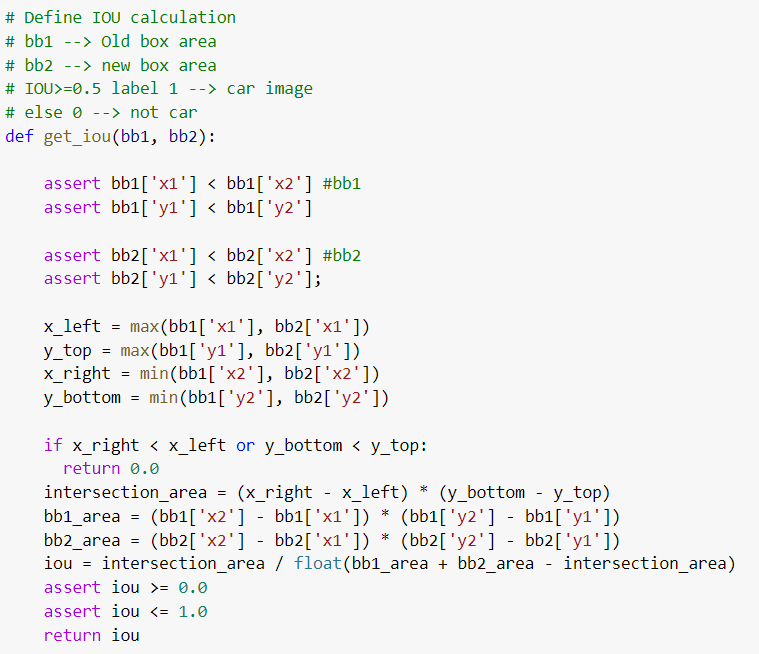 # Define IOU calculation
# bb1 --> Old box area
# bb2 --> new box area
# IOU>=0.5 label 1 --> car image
# else 0 --> not car
def get_iou(bb1, bb2):
assert bb1['x1'] < bb1['x2'] #bb1
assert bb1['y1'] < bb1['y2']
assert bb2['x1'] < bb2['x2'] #bb2
assert bb2['y1'] < bb2['y2'];
x_left = max(bb1['x1'], bb2['x1'])
y_top = max(bb1['y1'], bb2['y1'])
x_right = min(bb1['x2'], bb2['x2'])
y_bottom = min(bb1['y2'], bb2['y2'])
if x_right < x_left or y_bottom < y_top:
return 0.0
intersection_area = (x_right - x_left) * (y_bottom - y_top)
bb1_area = (bb1['x2'] - bb1['x1']) * (bb1['y2'] - bb1['y1'])
bb2_area = (bb2['x2'] - bb2['x1']) * (bb2['y2'] - bb2['y1'])
iou = intersection_area / float(bb1_area + bb2_area - intersection_area)
assert iou >= 0.0
assert iou <= 1.0
return iou